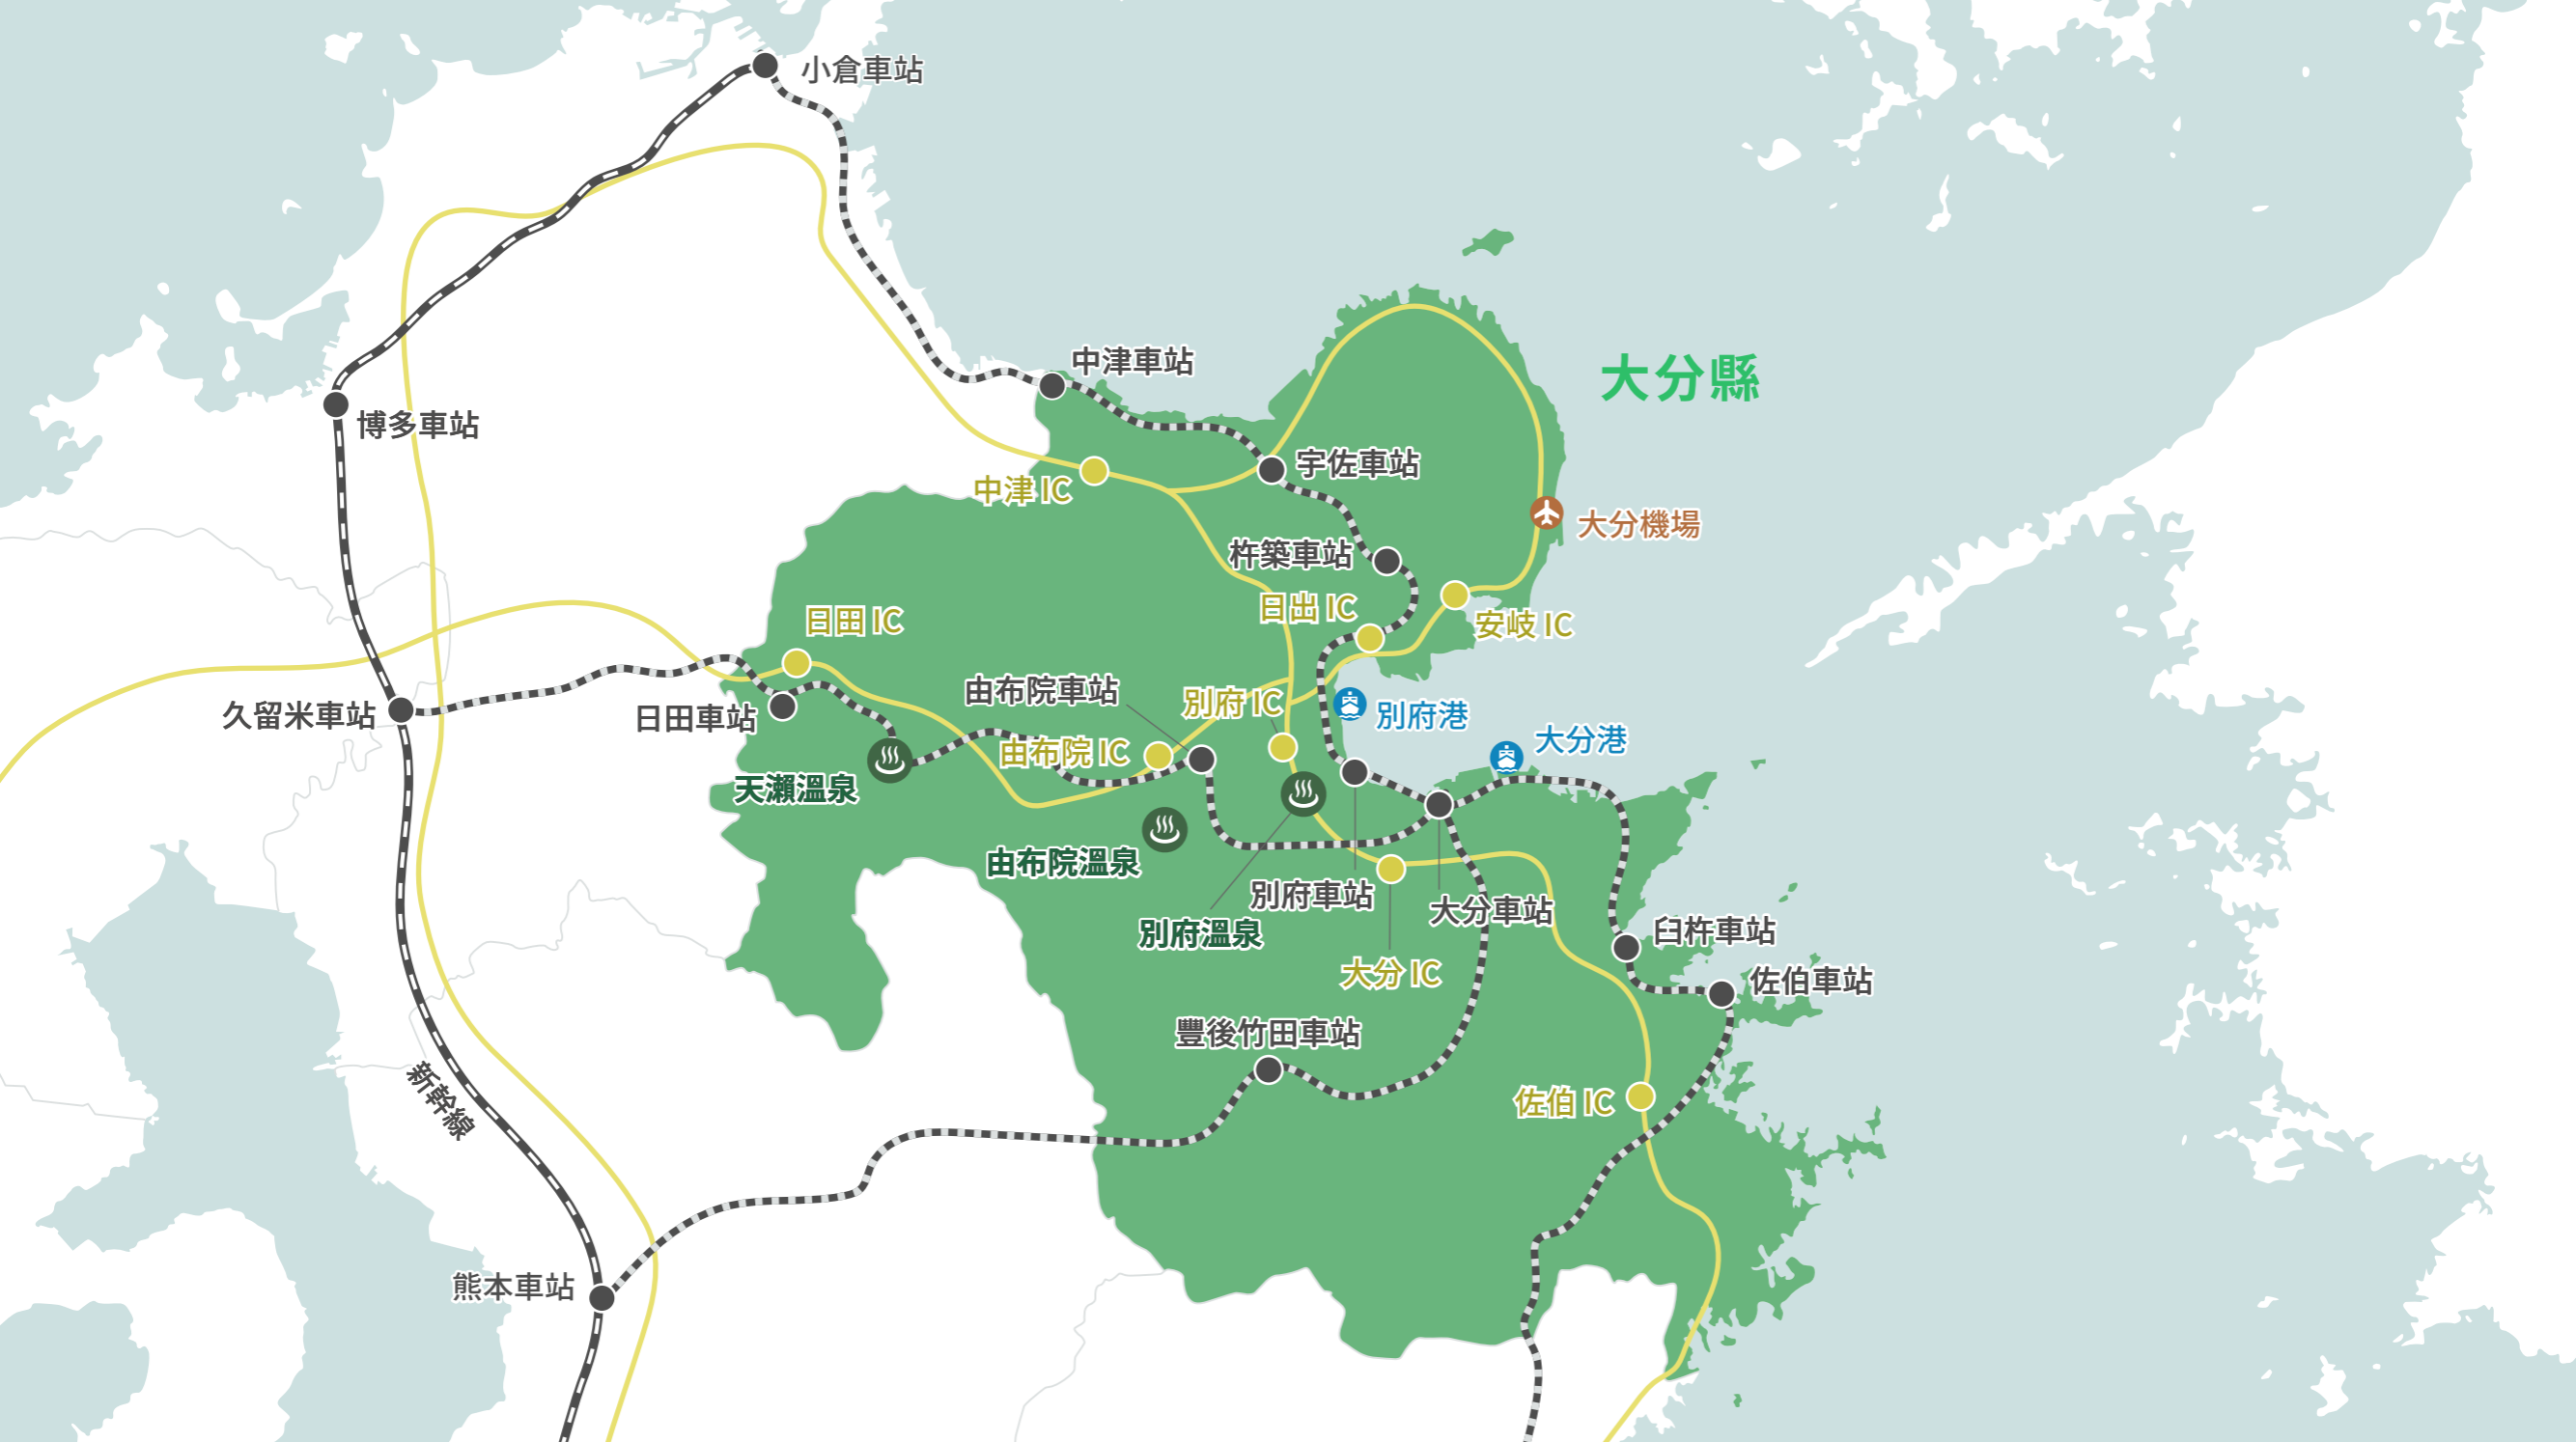 小倉車站
中津車站
大分縣
博多車站
宇佐車站
中津 IC
大分機場
杵築車站
日出 IC
安岐 IC
日田 IC
由布院車站
別府 IC
久留米車站
日田車站
別府港
大分港
由布院 IC
天瀨溫泉
由布院溫泉
別府車站
大分車站
別府溫泉
臼杵車站
大分 IC
佐伯車站
豐後竹田車站
新幹線
佐伯 IC
熊本車站